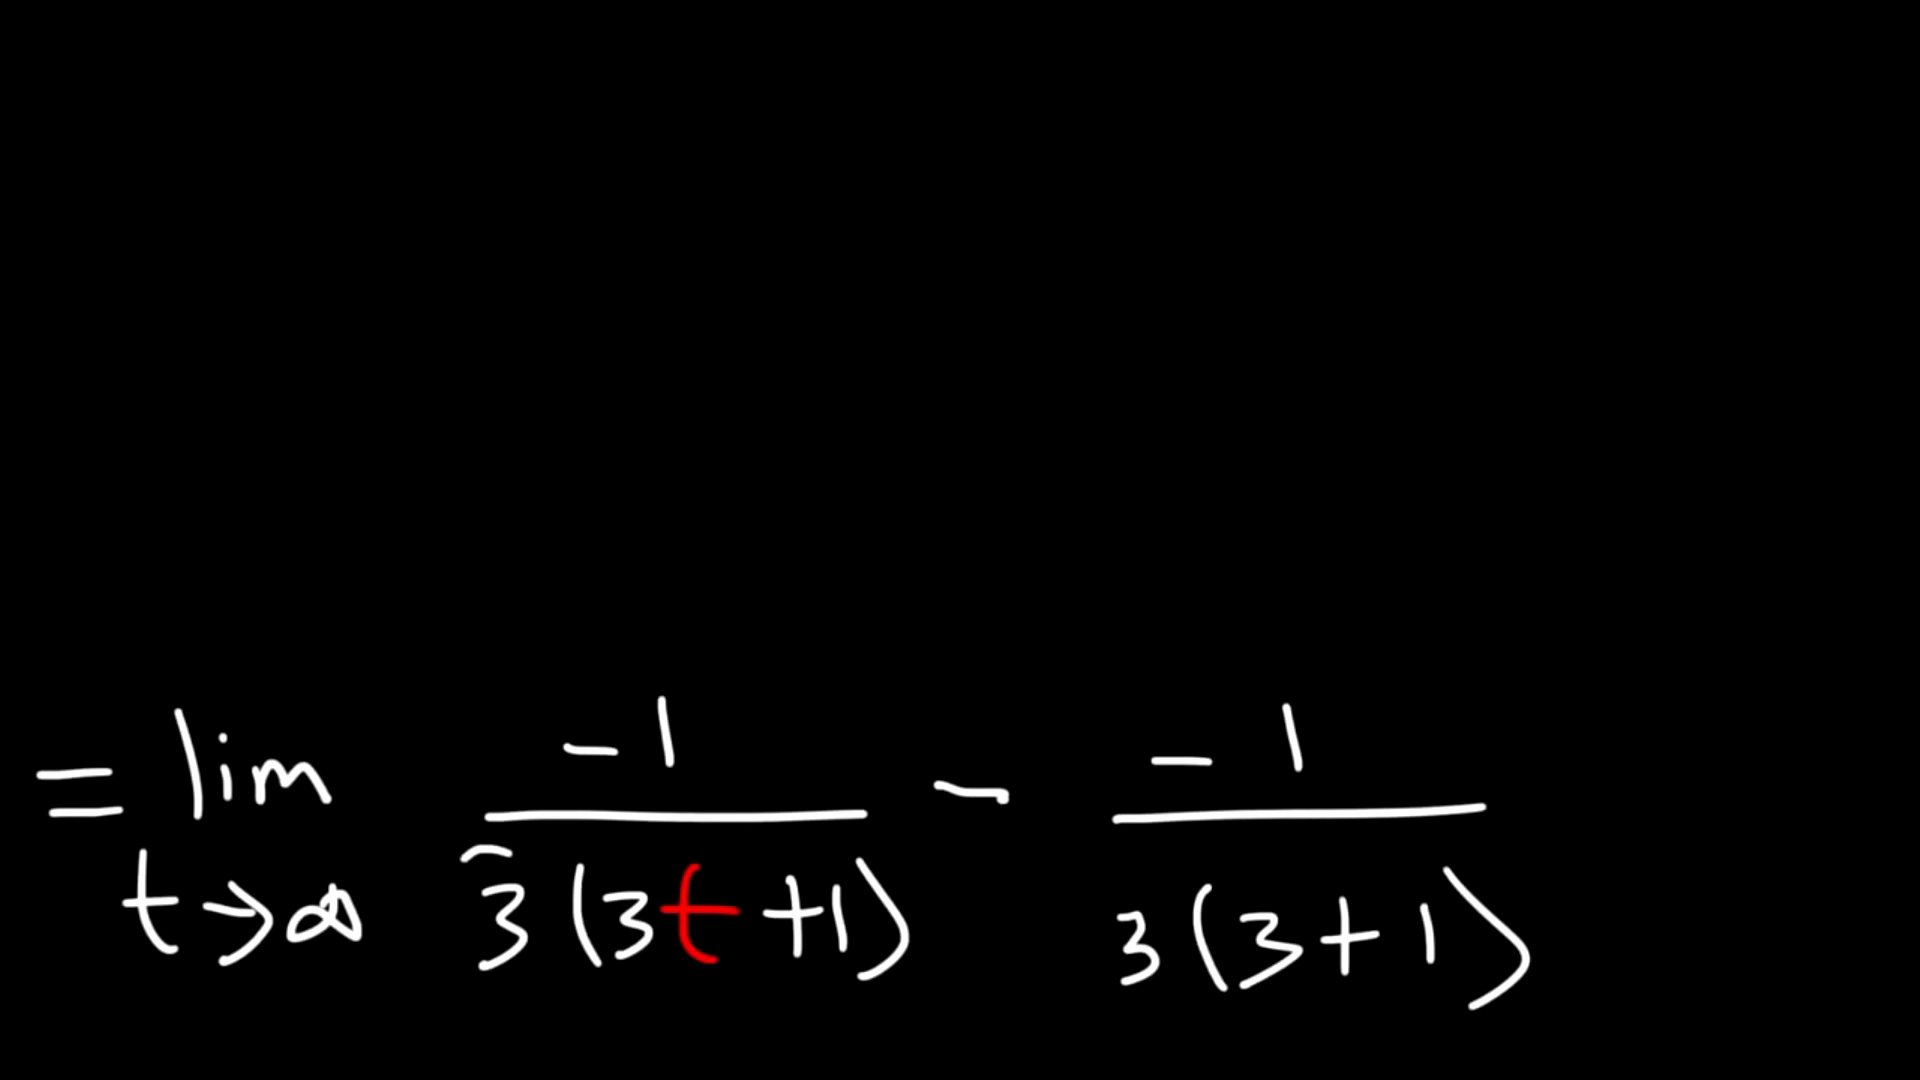 = lim t→∞ -1/3(3t+1) - -1/3(3+1)